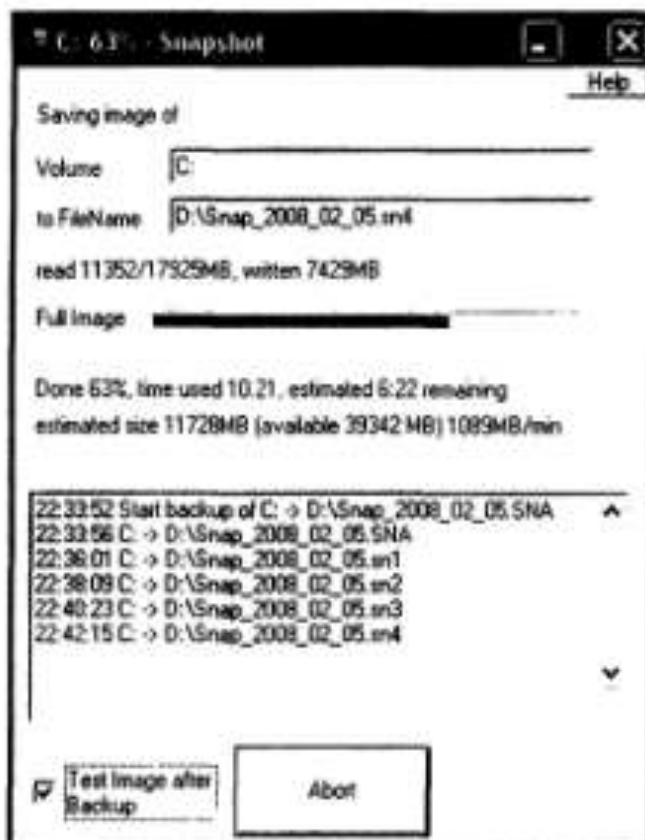 C: 63% - Snapshot
Help
Saving image of
Volume C:
to FileName D:\Snap_2008_02_05.sn4
read 11352/17925MB, written 7429MB
Full Image
Done 63%, time used 10:21, estimated 6:22 remaining
estimated size 11728MB (available 39342 MB) 1089MB/min
22:33:52 Start backup of C: -> D:\Snap_2008_02_05.SNA
22:33:56 C: -> D:\Snap_2008_02_05.SNA
22:36:01 C: -> D:\Snap_2008_02_05.sn1
22:38:09 C: -> D:\Snap_2008_02_05.sn2
22:40:23 C: -> D:\Snap_2008_02_05.sn3
22:42:15 C: -> D:\Snap_2008_02_05.sn4
Test Image after
Backup
Abort